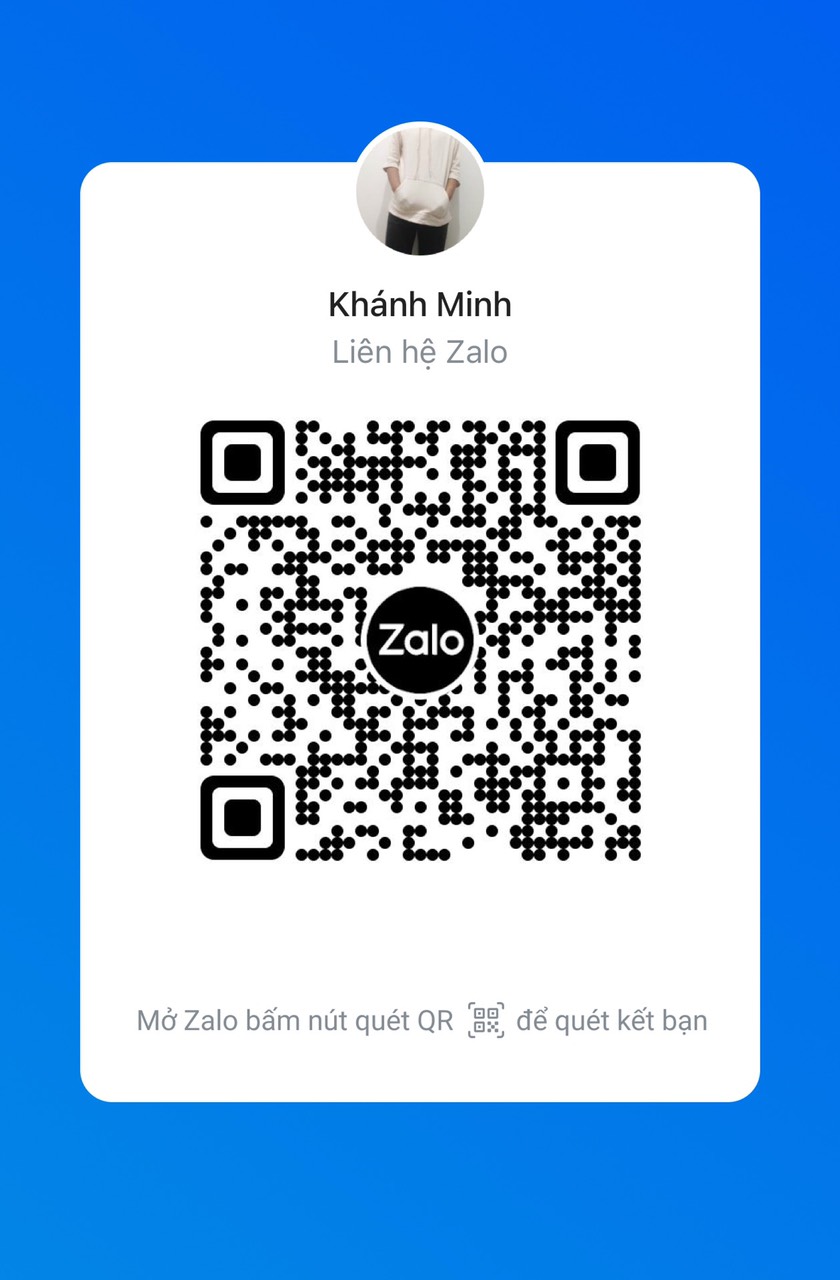 Khánh Minh
Liên hệ Zalo
Zalo
Mở Zalo bấm nút quét QR để quét kết bạn